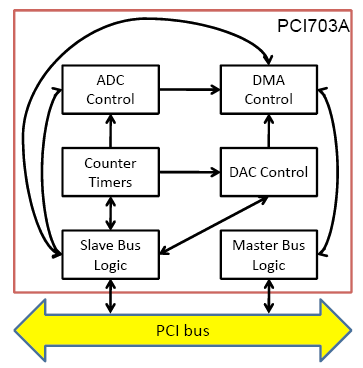 PCI703A
ADC
Control
DMA
Control
Counter
Timers
DAC Control
Slave Bus
Logic
Master Bus
Logic
PCI bus